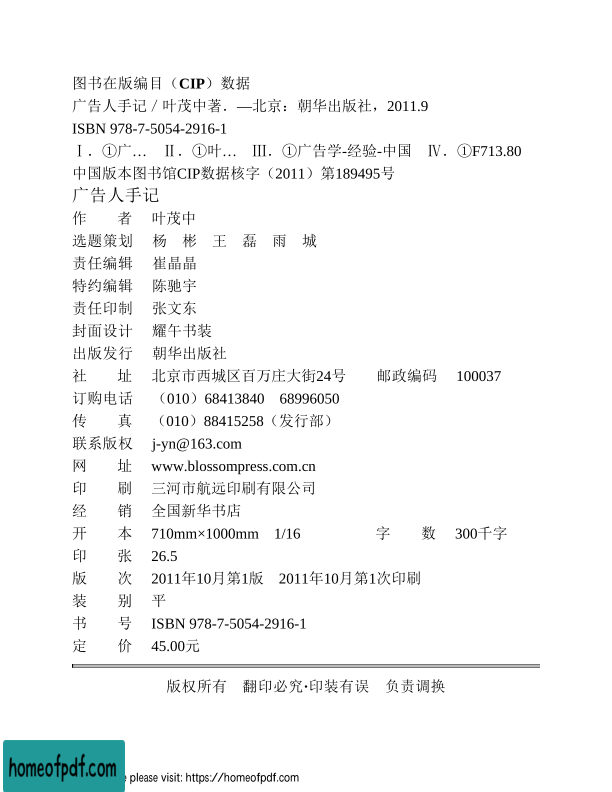 图书在版编目（CIP）数据
广告人手记／叶茂中著．—北京：朝华出版社，2011.9
ISBN 978-7-5054-2916-1
Ⅰ．①广… Ⅱ．①叶… Ⅲ．①广告学-经验-中国 Ⅳ．①F713.80
中国版本图书馆CIP数据核字（2011）第189495号
广告人手记
作 者 叶茂中
选题策划 杨 彬 王 磊 雨 城
责任编辑 崔晶晶
特约编辑 陈驰宇
责任印制 张文东
封面设计 耀午书装
出版发行 朝华出版社
社 址 北京市西城区百万庄大街24号 邮政编码 100037
订购电话 （010）68413840 68996050
传 真 （010）88415258（发行部）
联系版权 j-yn@163.com
网 址 www.blossompress.com.cn
印 刷 三河市航远印刷有限公司
经 销 全国新华书店
开 本 710mm×1000mm 1/16 字 数 300千字
印 张 26.5
版 次 2011年10月第1版 2011年10月第1次印刷
装 别 平
书 号 ISBN 978-7-5054-2916-1
定 价 45.00元
版权所有 翻印必究·印装有误 负责调换
homeofpdf.com
please visit: https://homeofpdf.com